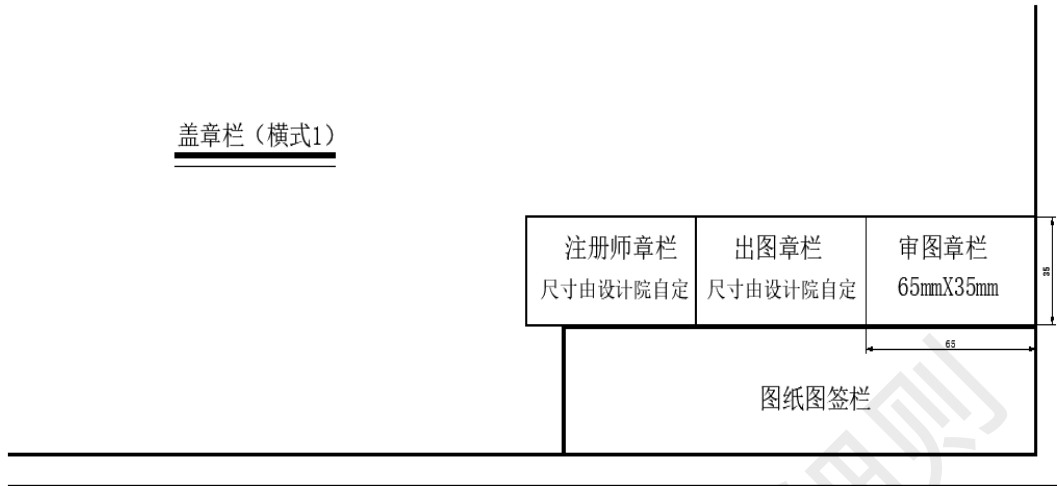 盖章栏（横式1）
注册师章栏
尺寸由设计院自定
出图章栏
尺寸由设计院自定
审图章栏
65mmX35mm
35
65
图纸图签栏
细则